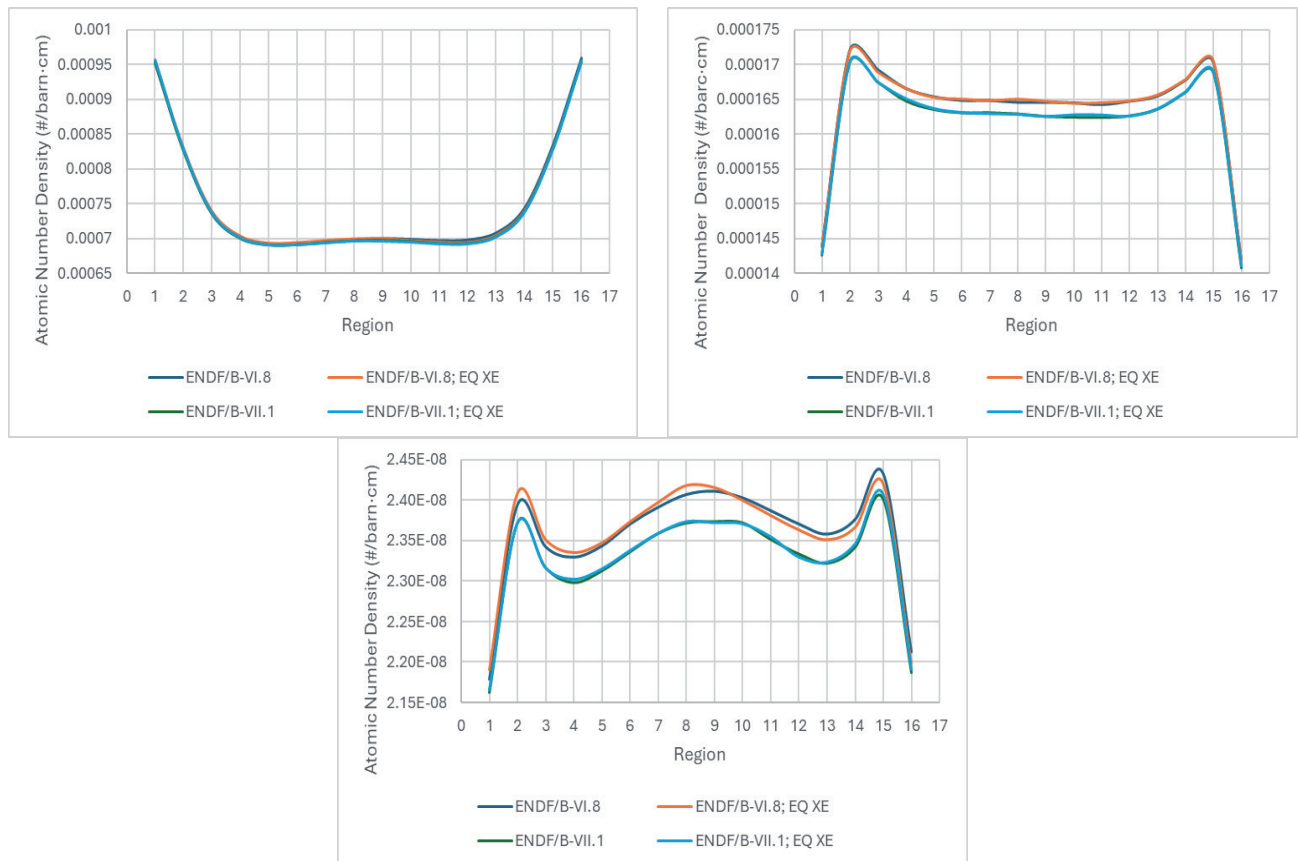 Atomic Number Density (#/barn·cm)
0.001
0.00095
0.0009
0.00085
0.0008
0.00075
0.0007
0.00065
0 1 2 3 4 5 6 7 8 9 10 11 12 13 14 15 16 17
Region
ENDF/B-VI.8 ENDF/B-VI.8; EQ XE
ENDF/B-VII.1 ENDF/B-VII.1; EQ XE
Atomic Number Density (#/barc·cm)
0.000175
0.00017
0.000165
0.00016
0.000155
0.00015
0.000145
0.00014
0 1 2 3 4 5 6 7 8 9 10 11 12 13 14 15 16 17
Region
ENDF/B-VI.8 ENDF/B-VI.8; EQ XE
ENDF/B-VII.1 ENDF/B-VII.1; EQ XE
Atomic Number Density (#/barn·cm)
2.45E-08
2.40E-08
2.35E-08
2.30E-08
2.25E-08
2.20E-08
2.15E-08
0 1 2 3 4 5 6 7 8 9 10 11 12 13 14 15 16 17
Region
ENDF/B-VI.8 ENDF/B-VI.8; EQ XE
ENDF/B-VII.1 ENDF/B-VII.1; EQ XE